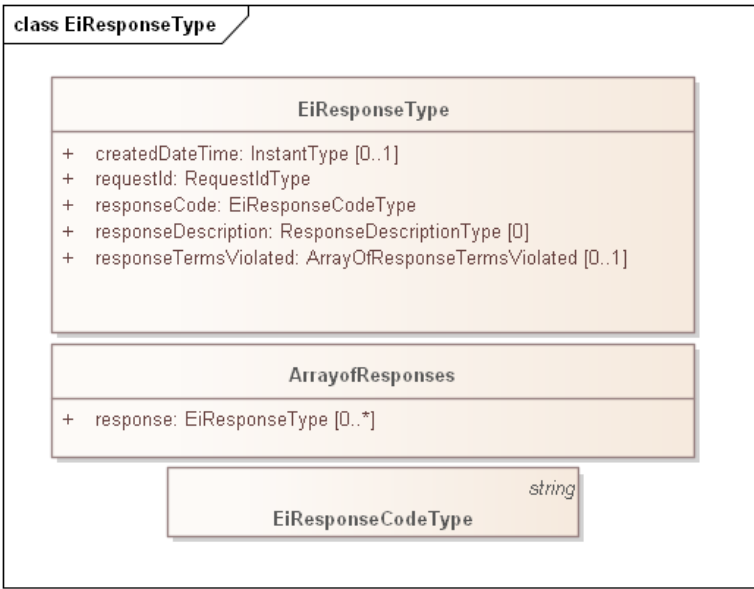 class EiResponseType
EiResponseType
+ createdDateTime: InstantType [0..1]
+ requestId: RequestIdType
+ responseCode: EiResponseCodeType
+ responseDescription: ResponseDescriptionType [0]
+ responseTermsViolated: ArrayOfResponseTermsViolated [0..1]
ArrayofResponses
+ response: EiResponseType [0..*]
string
EiResponseCodeType